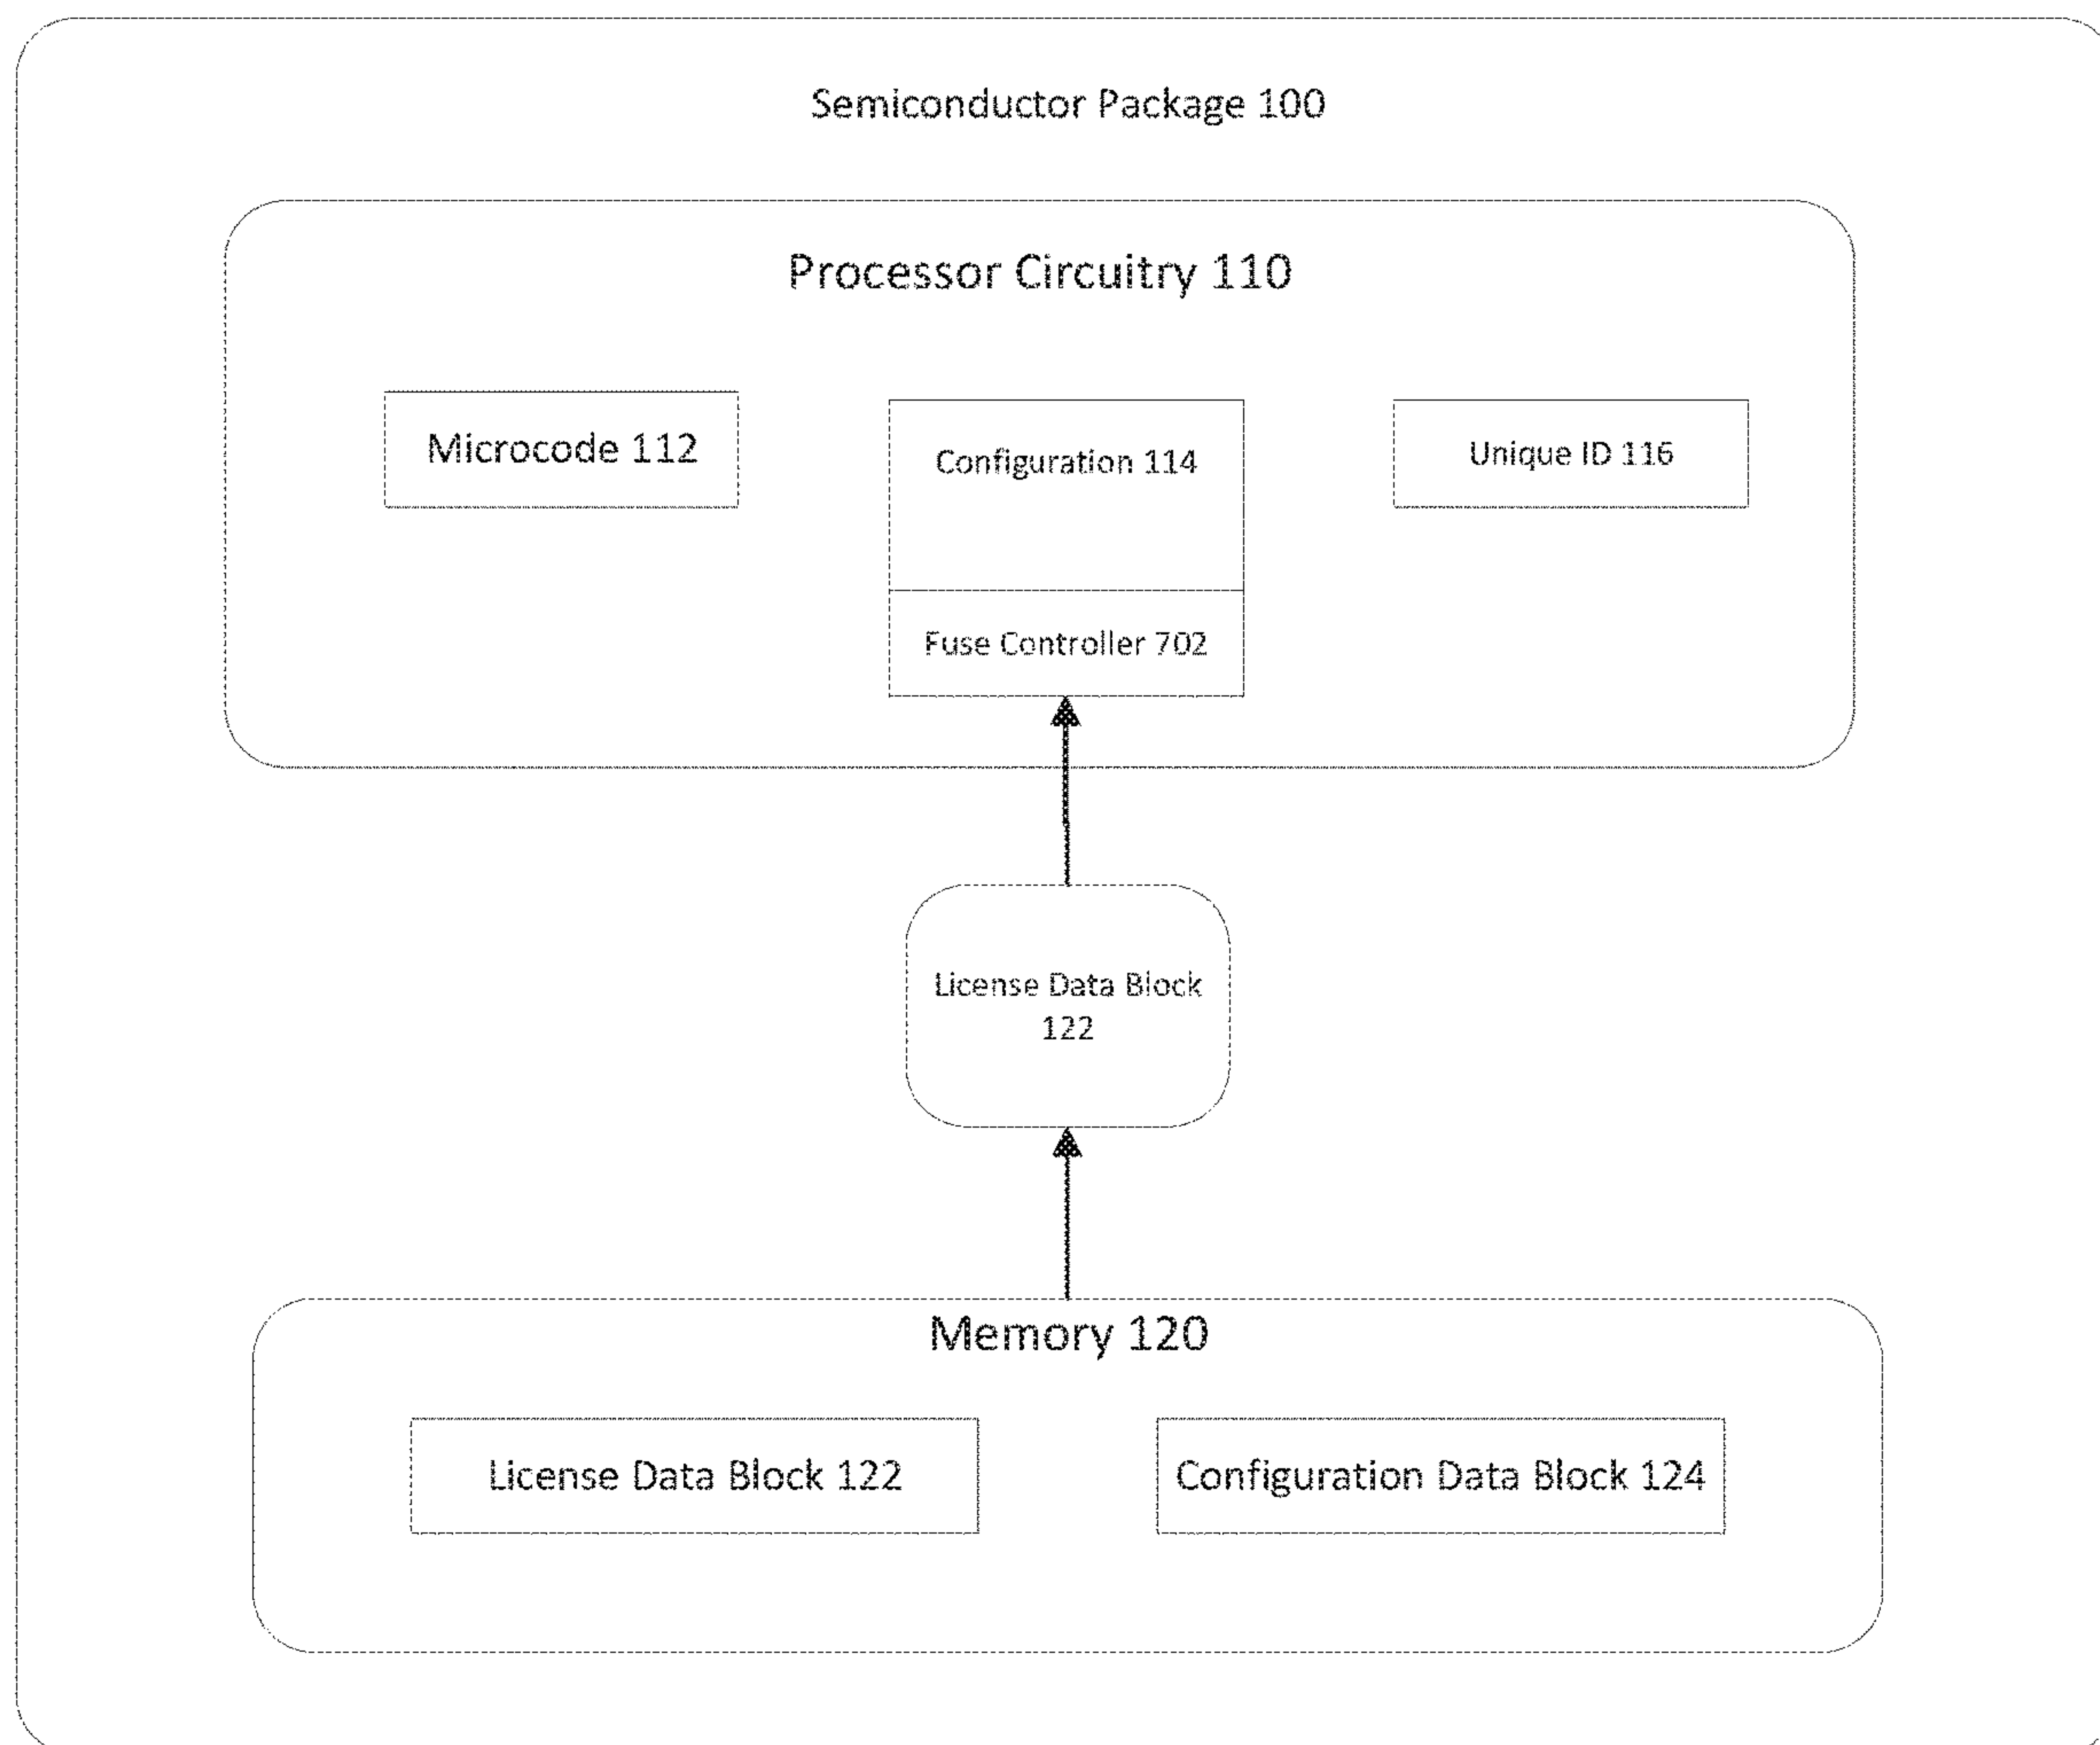 Semiconductor Package 100
Processor Circuitry 110
Microcode 112
Configuration 114
Unique ID 116
Fuse Controller 702
License Data Block
122
Memory 120
License Data Block 122
Configuration Data Block 124